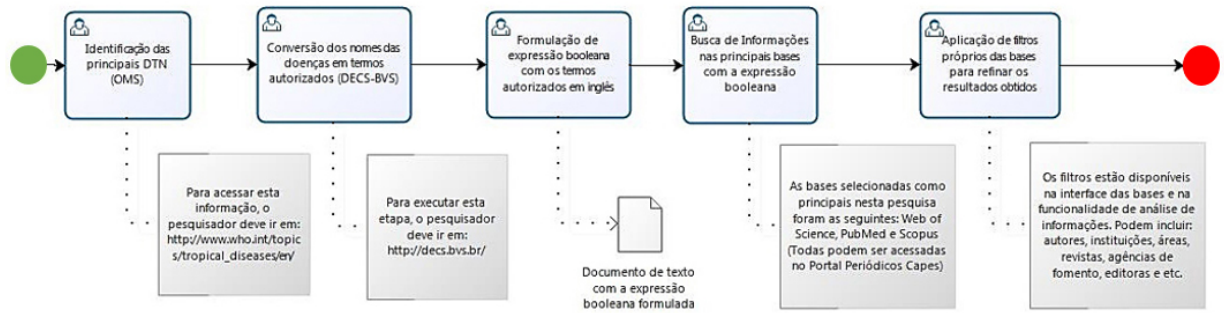 Identificação das
principais DTN
(OMS)
Conversão dos nomes das
doenças em termos
autorizados (DECS-BVS)
Formulação de
expressão booleana
com os termos
autorizados em inglês
Busca de Informações
nas principais bases
com a expressão
booleana
Aplicação de filtros
próprios das bases
para refinar os
resultados obtidos
Para acessar esta
informação, o
pesquisador deve ir em:
http://www.who.int/topic
s/tropical_diseases/en/
Para executar esta
etapa, o pesquisador
deve ir em:
http://decs.bvs.br/
Documento de texto
com a expressão
booleana formulada
As bases selecionadas como
principais nesta pesquisa
foram as seguintes: Web of
Science, PubMed e Scopus
(Todas podem ser acessadas
no Portal Periódicos Capes)
Os filtros estão disponíveis
na interface das bases e na
funcionalidade de análise de
informações. Podem incluir:
autores, instituições, áreas,
revistas, agências de
fomento, editoras e etc.